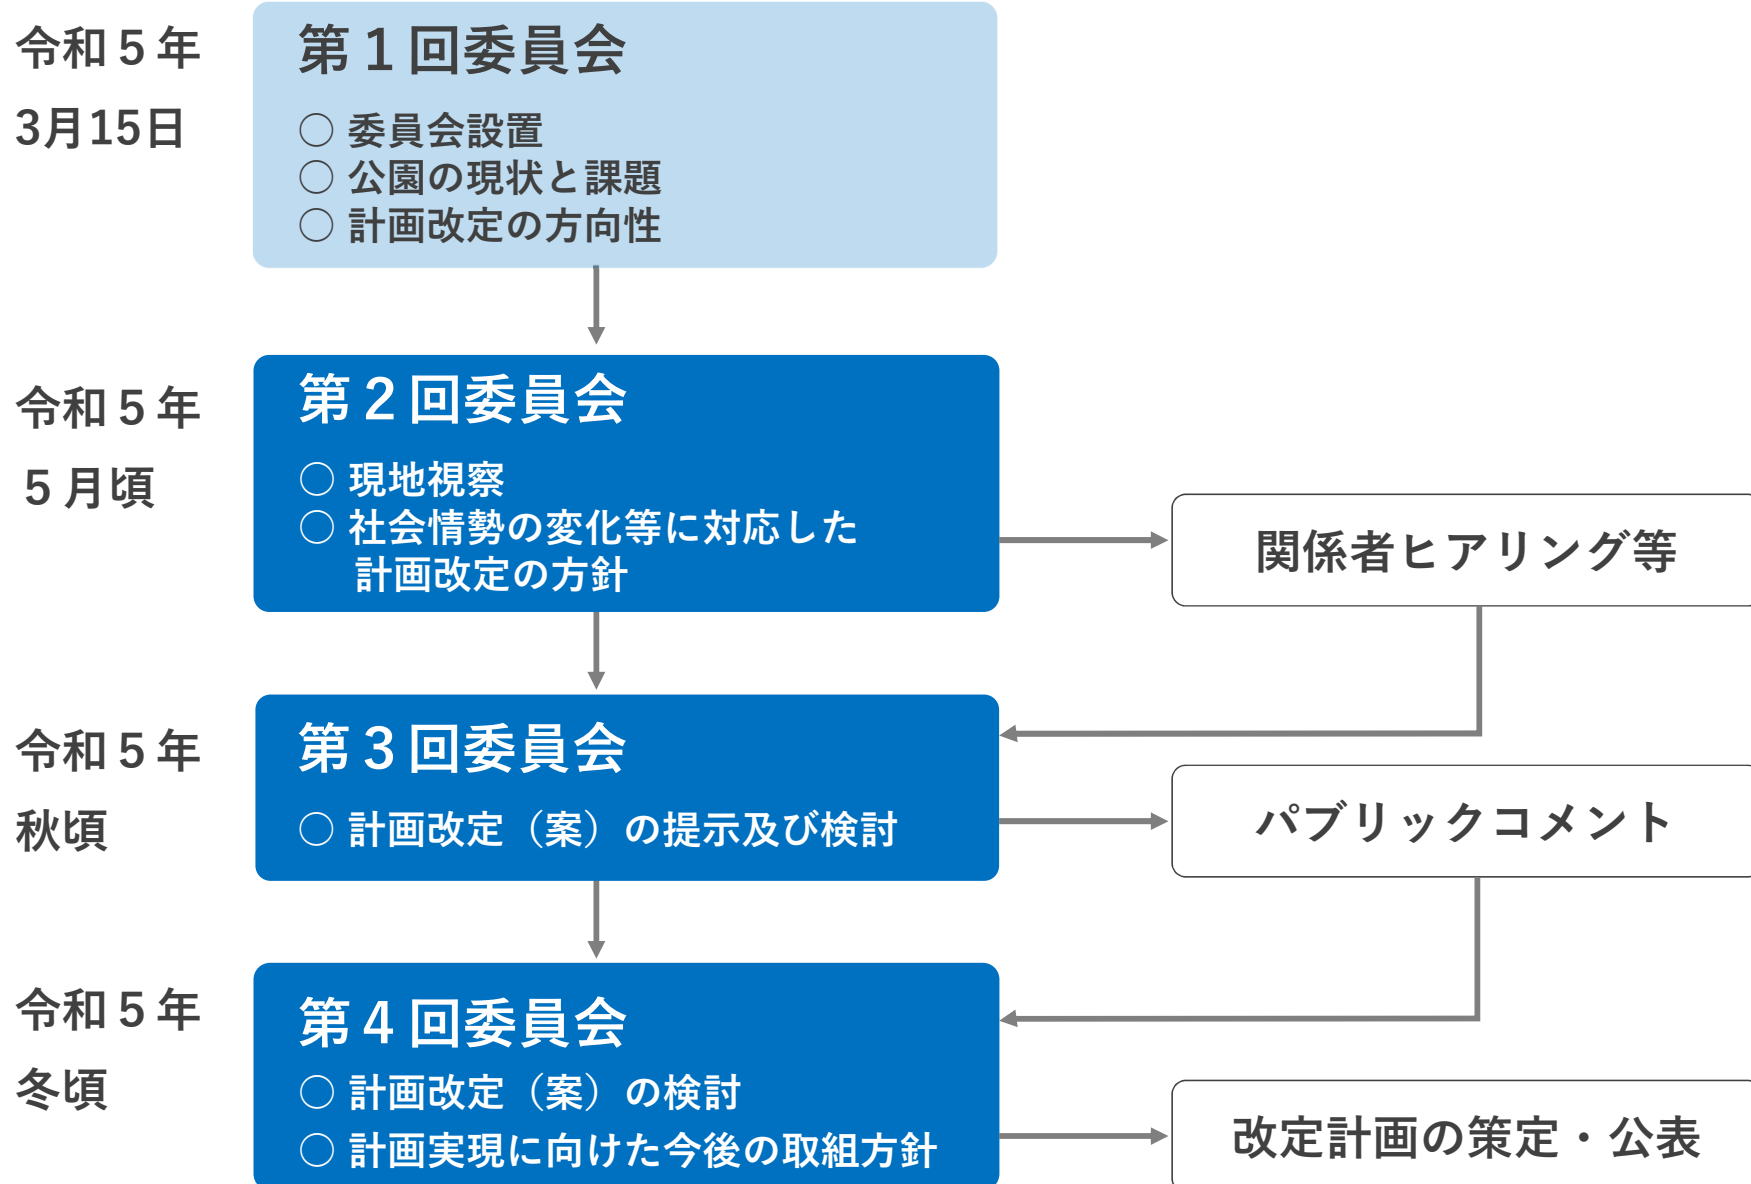 令和５年
3月15日
第１回委員会
○ 委員会設置
○ 公園の現状と課題
○ 計画改定の方向性
令和５年
５月頃
第２回委員会
○ 現地視察
○ 社会情勢の変化等に対応した
計画改定の方針
関係者ヒアリング等
令和５年
秋頃
第３回委員会
○ 計画改定（案）の提示及び検討
パブリックコメント
令和５年
冬頃
第４回委員会
○ 計画改定（案）の検討
○ 計画実現に向けた今後の取組方針
改定計画の策定・公表